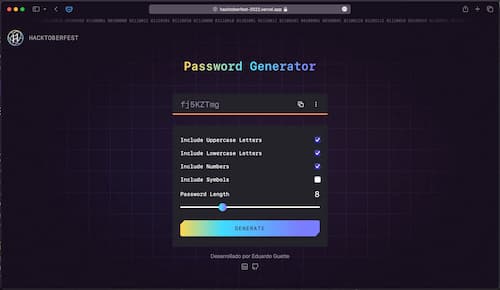 hacktoberfest-2022.vercel.app
HACKTOBERFEST
Password Generator
fj5KZTmg
Include Uppercase Letters
Include Lowercase Letters
Include Numbers
Include Symbols
Password Length 8
GENERATE
Desarrollado por Eduardo Guette